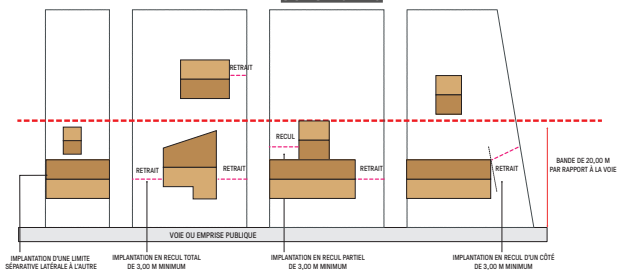 RETRAIT
RECUL
RETRAIT
RETRAIT
RETRAIT
RETRAIT
BANDE DE 20,00 M
PAR RAPPORT À LA VOIE
VOIE OU EMPRISE PUBLIQUE
IMPLANTATION D'UNE LIMITE
SÉPARATIVE LATÉRALE À L'AUTRE
IMPLANTATION EN RECUL TOTAL
DE 3,00 M MINIMUM
IMPLANTATION EN RECUL PARTIEL
DE 3,00 M MINIMUM
IMPLANTATION EN RECUL D'UN CÔTÉ
DE 3,00 M MINIMUM